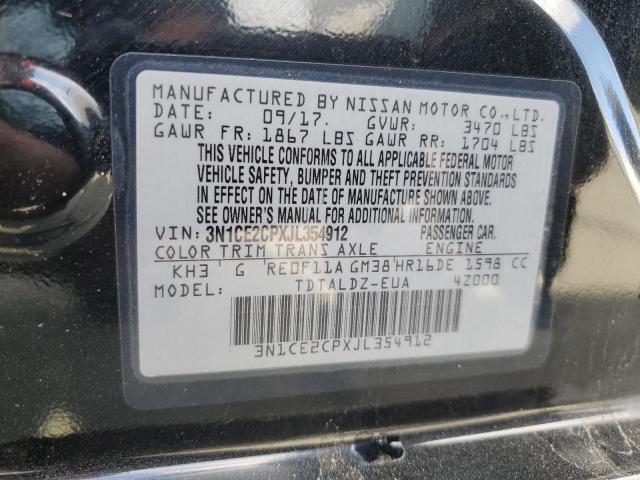 MANUFACTURED BY NISSAN MOTOR CO., LTD.
DATE: 09/17. GVWR: 3470 LBS
GAWR FR: 1867 LBS GAWR RR: 1704 LBS
THIS VEHICLE CONFORMS TO ALL APPLICABLE FEDERAL MOTOR
VEHICLE SAFETY, BUMPER AND THEFT PREVENTION STANDARDS
IN EFFECT ON THE DATE OF MANUFACTURE SHOWN ABOVE.
SEE OWNER'S MANUAL FOR ADDITIONAL INFORMATION
VIN: 3N1CE2CPXJL354912 PASSENGER CAR.
COLOR TRIM TRANS AXLE ENGINE
KH3 G RE0F11A GM38 HR16DE 1598 CC
MODEL: TDTALDZ-EUA 4Z000
3N1CE2CPXJL354912